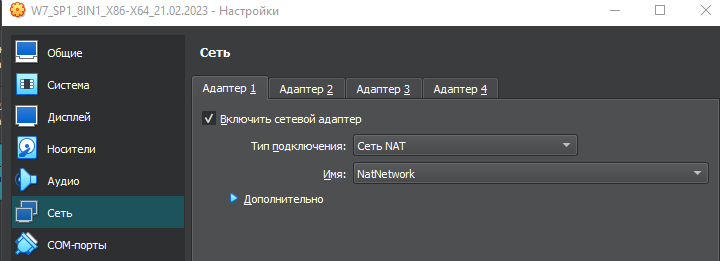 W7_SP1_8IN1_X86-X64_21.02.2023 - Настройки
Общие
Система
Дисплей
Носители
Аудио
Сеть
COM-порты
Сеть
Адаптер 1 Адаптер 2 Адаптер 3 Адаптер 4
Включить сетевой адаптер
Тип подключения: Сеть NAT
Имя: NatNetwork
Дополнительно